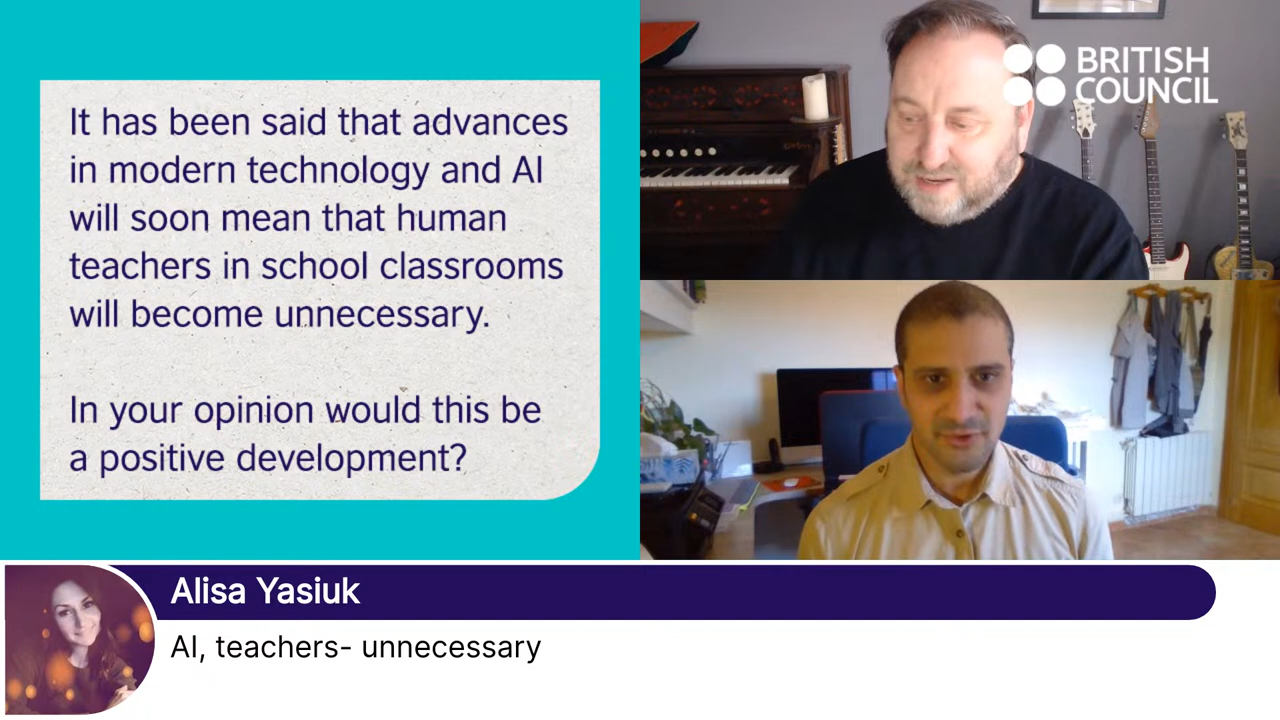 It has been said that advances
in modern technology and AI
will soon mean that human
teachers in school classrooms
will become unnecessary.
In your opinion would this be
a positive development?
BRITISH
COUNCIL
Alisa Yasiuk
AI, teachers- unnecessary